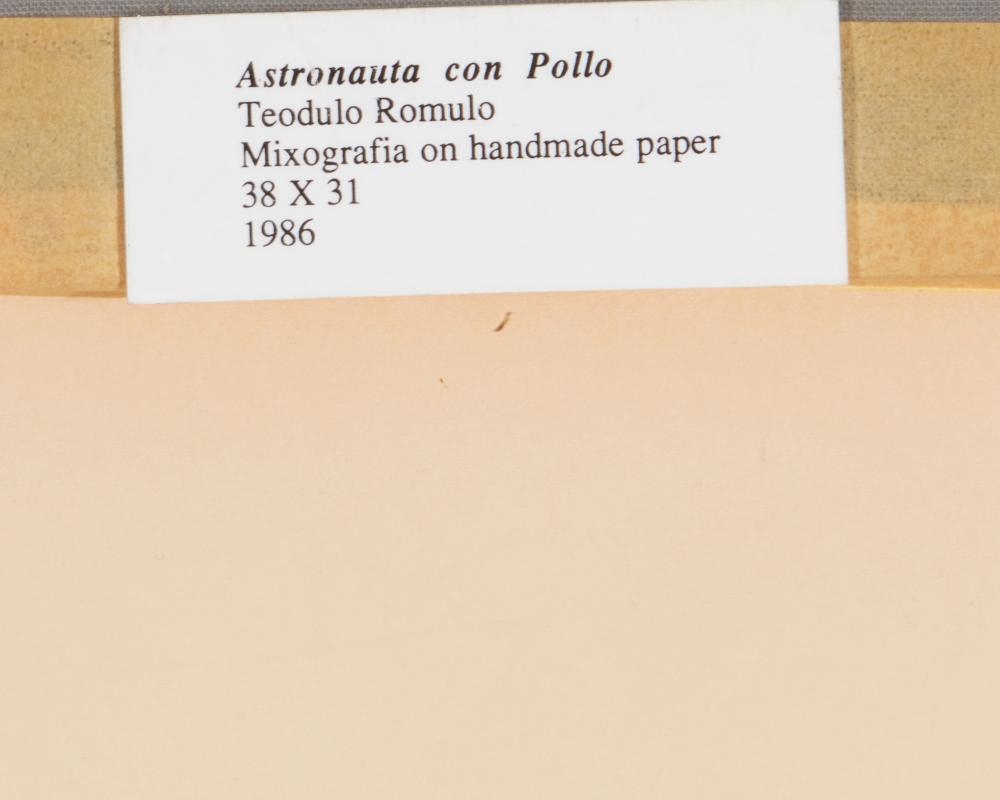 Astronauta con Pollo
Teodulo Romulo
Mixografia on handmade paper
38 X 31
1986